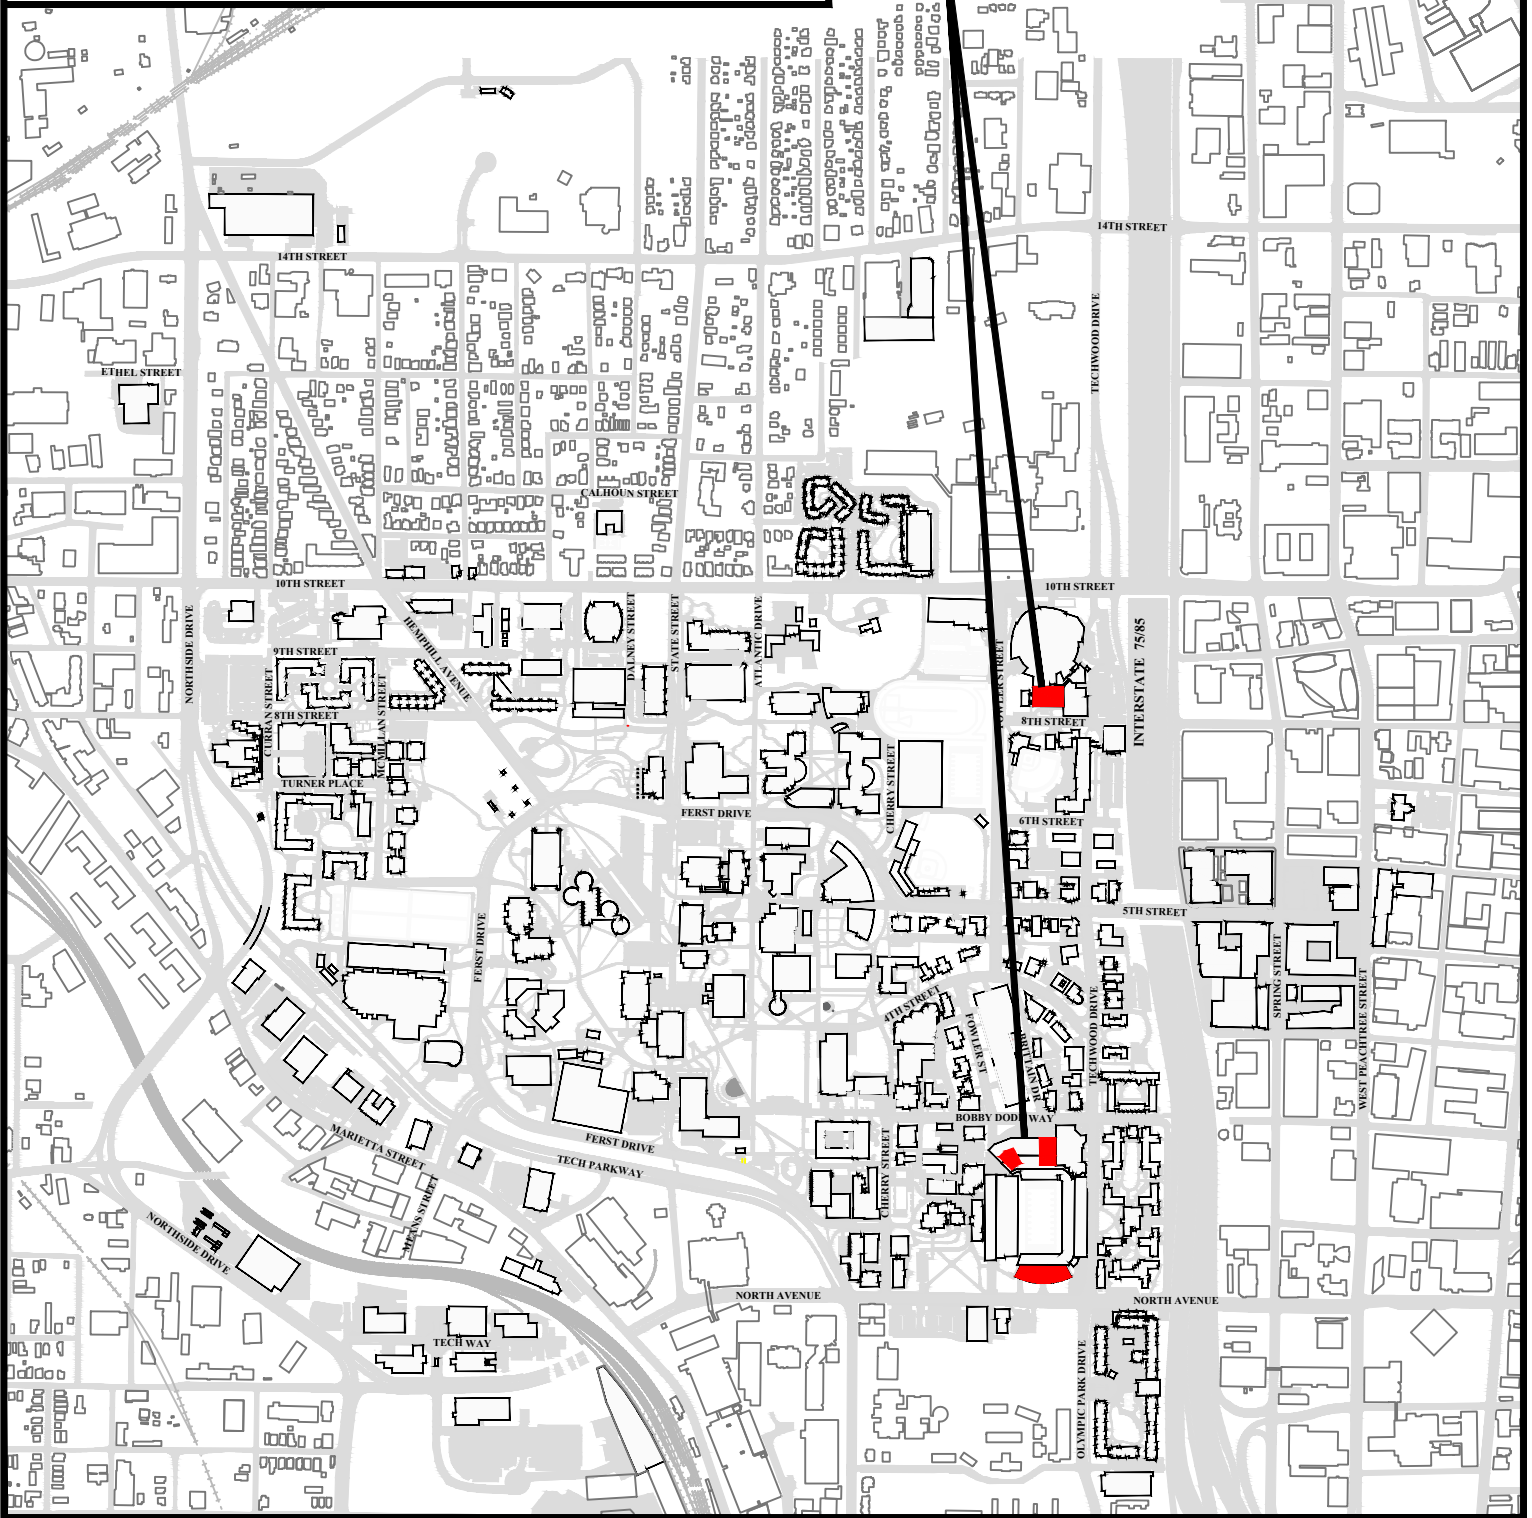 14TH STREET
14TH STREET
TECHWOOD DRIVE
ETHEL STREET
CALHOUN STREET
10TH STREET
10TH STREET
NORTHSIDE DRIVE
HEMPHILL AVENUE
DALNEY STREET
STATE STREET
ATLANTIC DRIVE
FOWLER STREET
INTERSTATE 75/85
9TH STREET
CURRAN STREET
MCMILLAN STREET
8TH STREET
8TH STREET
TURNER PLACE
CHERRY STREET
FERST DRIVE
6TH STREET
5TH STREET
FERST DRIVE
SPRING STREET
WEST PEACHTREE STREET
4TH STREET
FOWLER ST
BRITTAIN DR
TECHWOOD DRIVE
BOBBY DODD WAY
MARIETTA STREET
FERST DRIVE
TECH PARKWAY
CHERRY STREET
MEANS STREET
NORTHSIDE DRIVE
NORTH AVENUE
NORTH AVENUE
TECH WAY
OLYMPIC PARK DRIVE